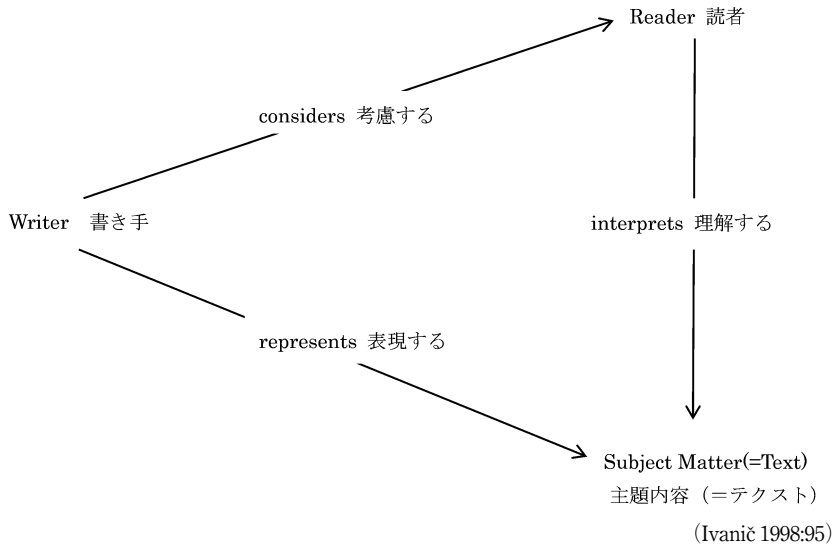 Reader 読者
considers 考慮する
Writer 書き手
interprets 理解する
represents 表現する
Subject Matter(=Text)
主題内容（＝テクスト）
（Ivanič 1998:95）